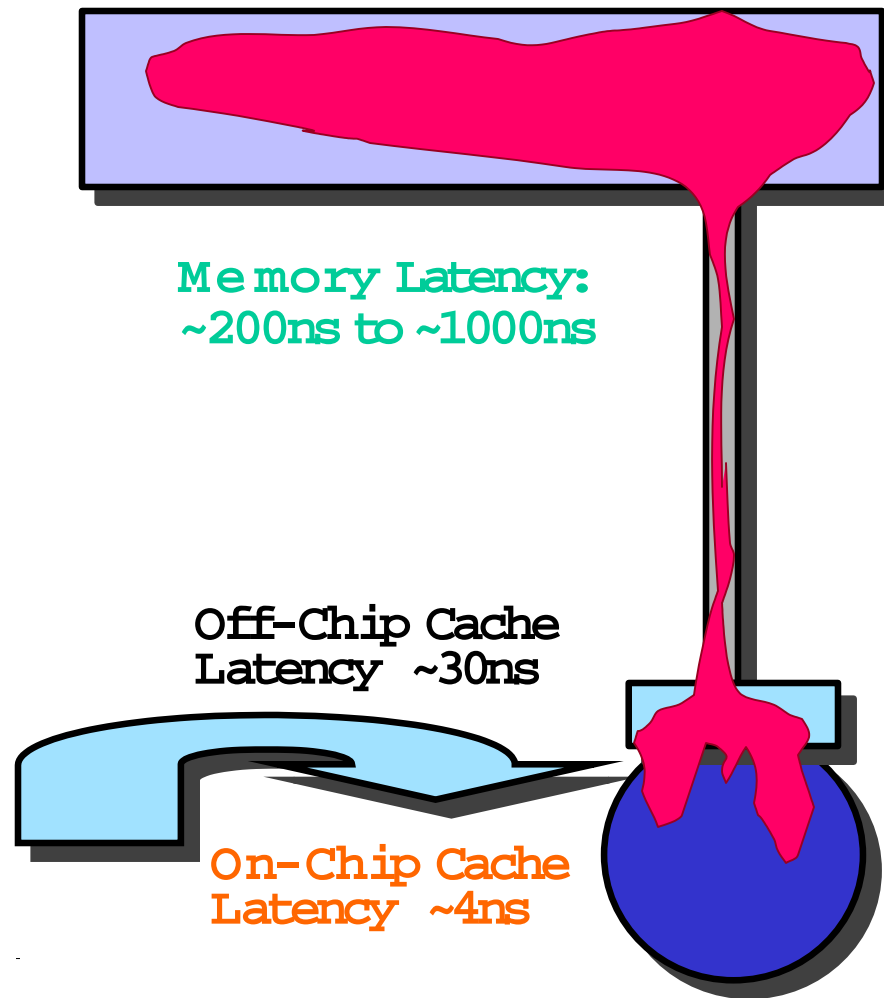 Memory Latency:
~200ns to ~1000ns
Off-Chip Cache
Latency ~30ns
On-Chip Cache
Latency ~4ns
-